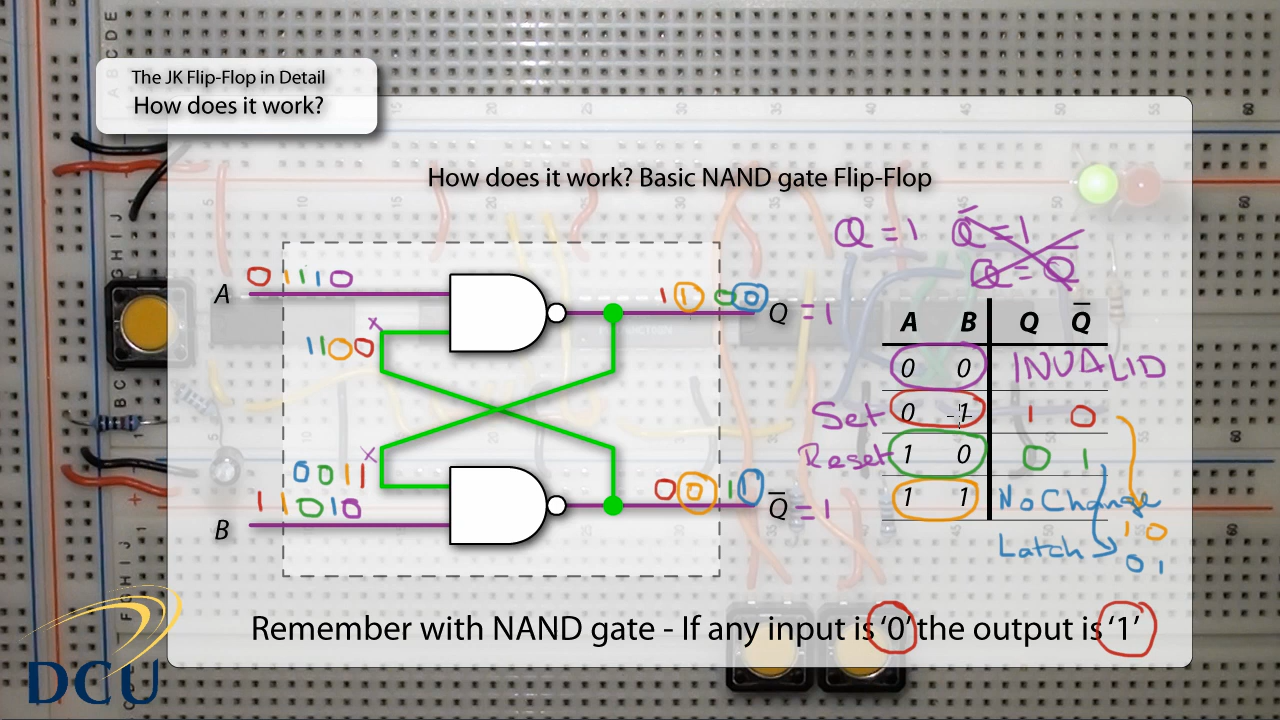 The JK Flip-Flop in Detail
How does it work?
How does it work? Basic NAND gate Flip-Flop
Q = 1 Q̅ = 1
Q = Q̅
A 0 1 1 1 0
1 1 0 0
x
1 1 0 0 Q = 1
0 0 1 1
x
B 1 1 0 1 0
0 0 1 0 Q̅ = 1
A B Q Q̅
0 0 INVALID
Set 0 1 1 0
Reset 1 0 0 1
1 1 No Change
1 0
Latch
0 1
Remember with NAND gate - If any input is ‘0’ the output is ‘1’
DCU